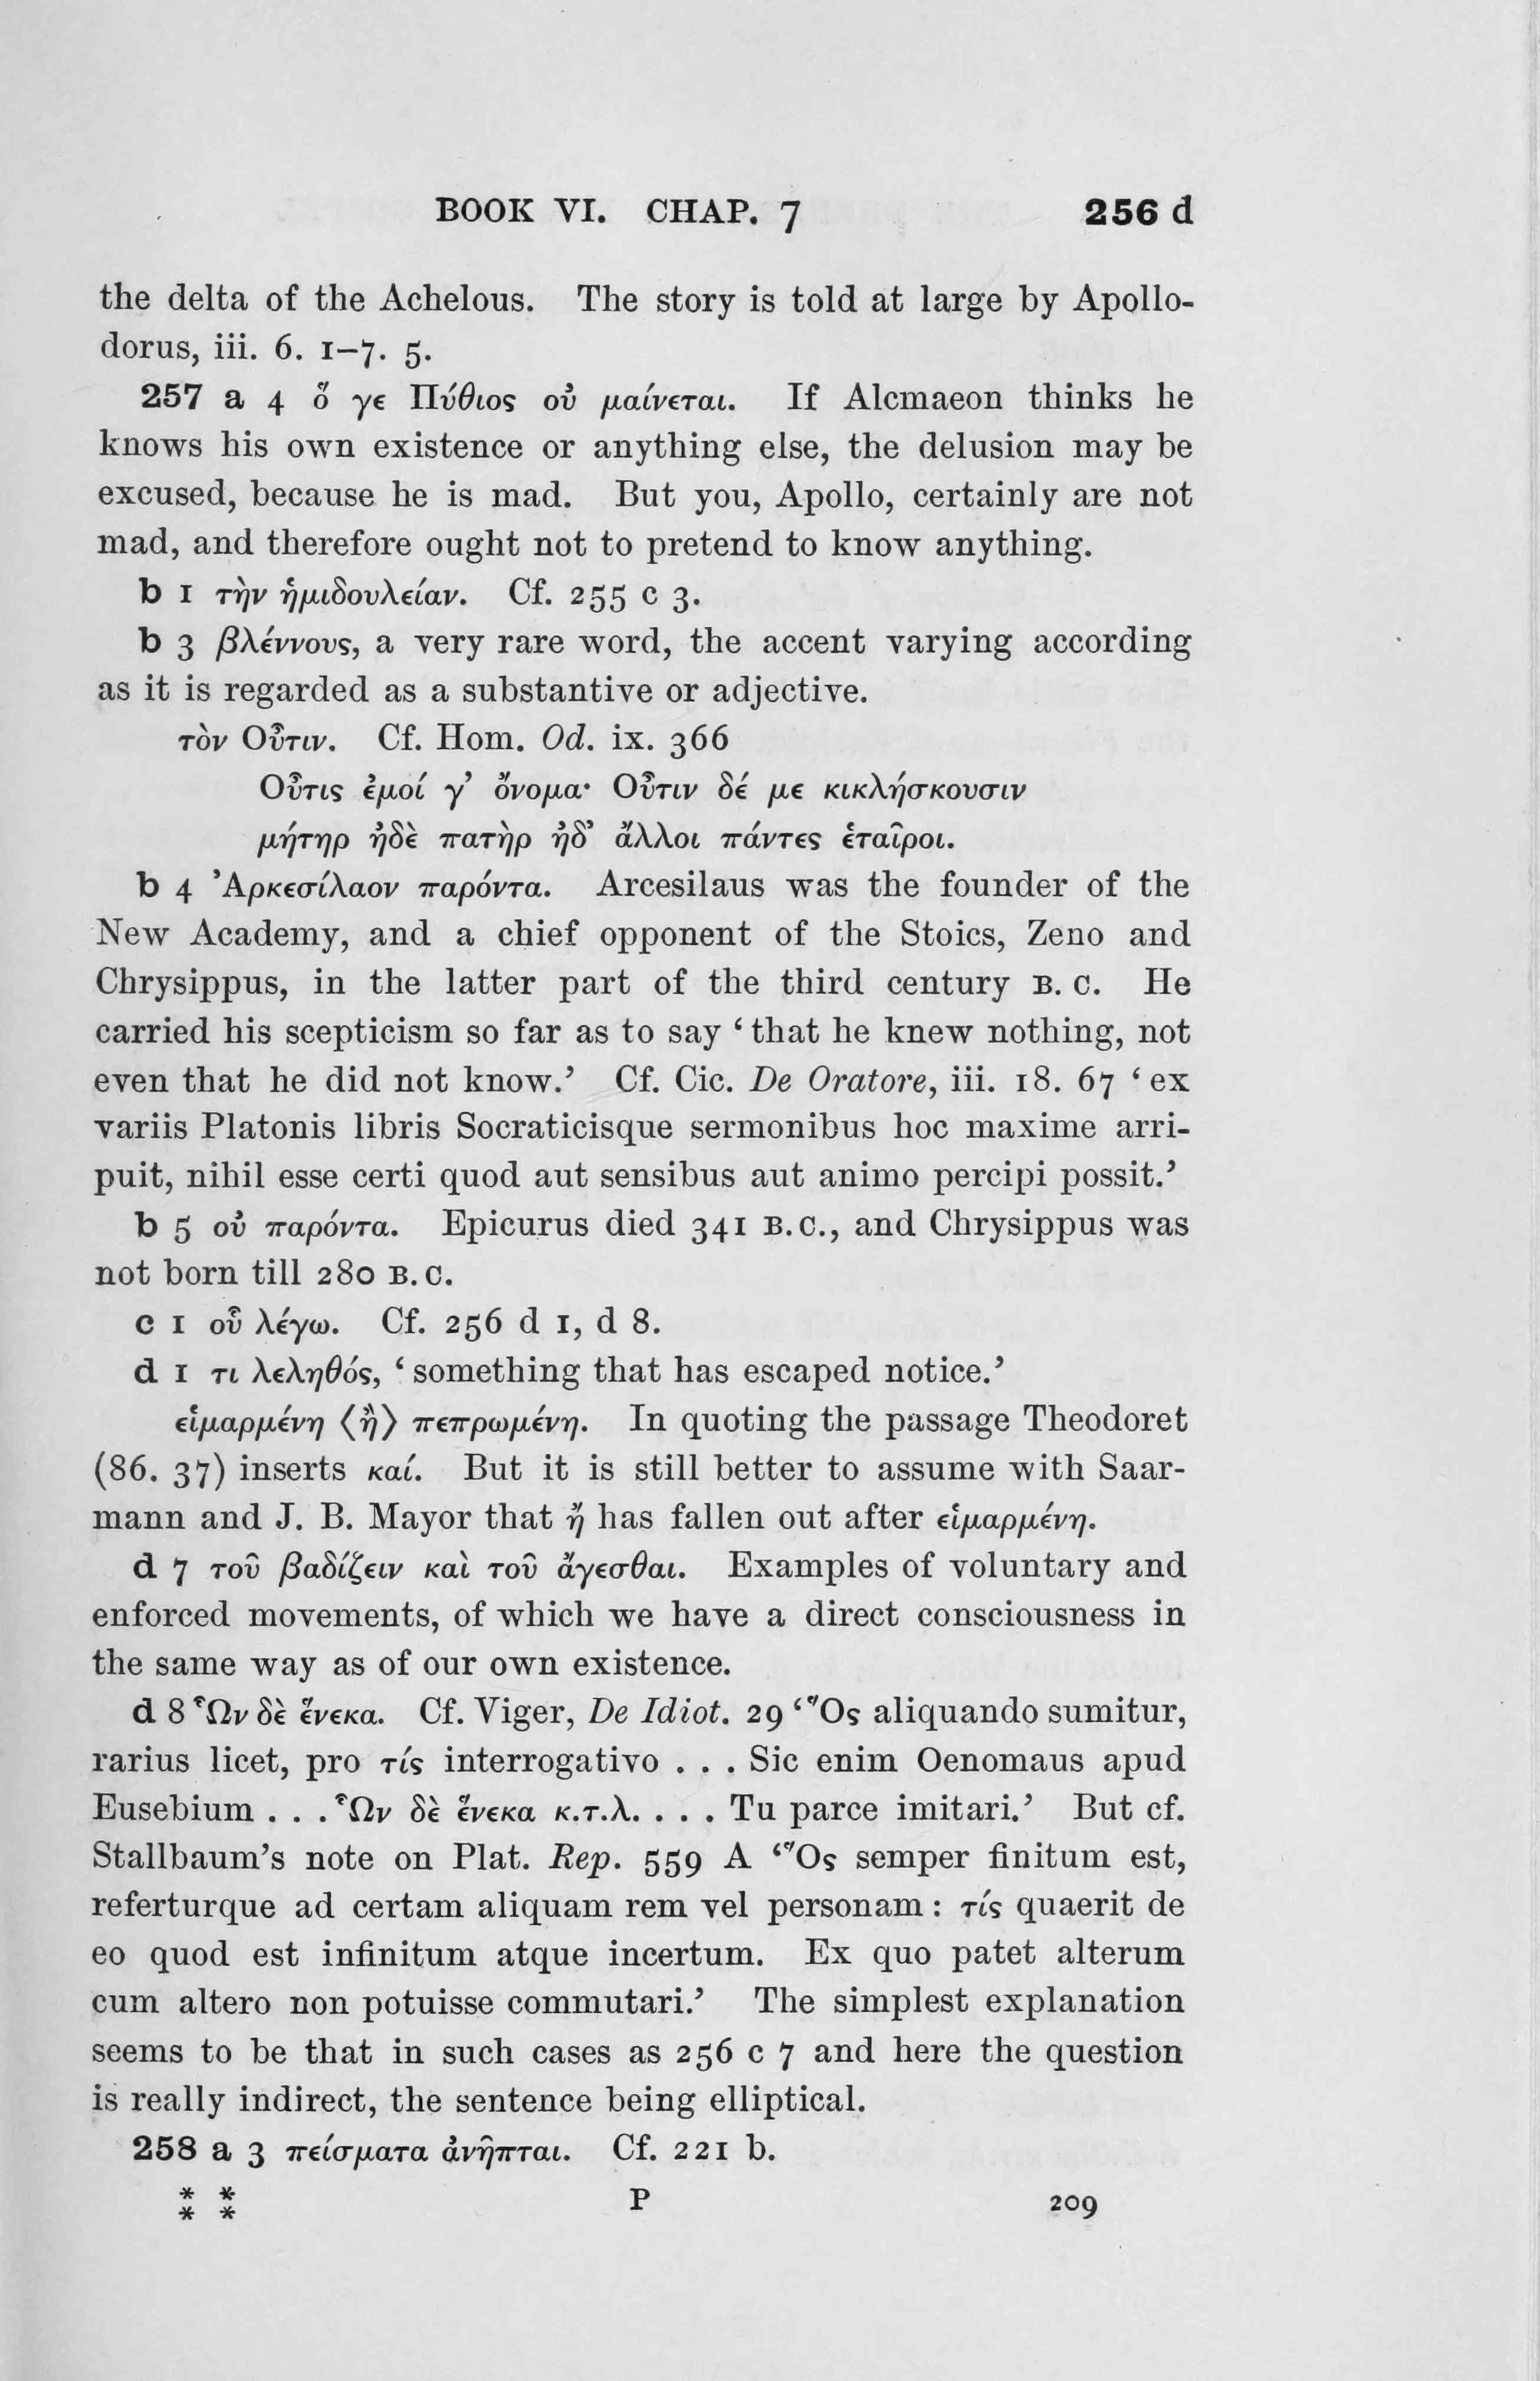 BOOK VI. CHAP. 7 256 d
the delta of the Achelous. The story is told at large by Apollo-
dorus, iii. 6. 1–7. 5.
257 a 4 ὅ γε Πύθιος οὐ μαίνεται. If Alcmaeon thinks he
knows his own existence or anything else, the delusion may be
excused, because he is mad. But you, Apollo, certainly are not
mad, and therefore ought not to pretend to know anything.
b 1 τὴν ἡμιδουλείαν. Cf. 255 c 3.
b 3 βλέννους, a very rare word, the accent varying according
as it is regarded as a substantive or adjective.
τὸν Οὖτιν. Cf. Hom. Od. ix. 366
Οὖτις ἐμοί γ’ ὄνομα· Οὖτιν δέ με κικλήσκουσιν
μήτηρ ἠδὲ πατὴρ ἠδ’ ἄλλοι πάντες ἑταῖροι.
b 4 Ἀρκεσίλαον παρόντα. Arcesilaus was the founder of the
New Academy, and a chief opponent of the Stoics, Zeno and
Chrysippus, in the latter part of the third century B. C. He
carried his scepticism so far as to say ‘that he knew nothing, not
even that he did not know.’ Cf. Cic. De Oratore, iii. 18. 67 ‘ex
variis Platonis libris Socraticisque sermonibus hoc maxime arri-
puit, nihil esse certi quod aut sensibus aut animo percipi possit.’
b 5 οὐ παρόντα. Epicurus died 341 B.C., and Chrysippus was
not born till 280 B.C.
c 1 οὗ λέγω. Cf. 256 d 1, d 8.
d 1 τι λεληθός, ‘something that has escaped notice.’
εἱμαρμένη ⟨ἢ⟩ πεπρωμένη. In quoting the passage Theodoret
(86. 37) inserts καί. But it is still better to assume with Saar-
mann and J. B. Mayor that ἤ has fallen out after εἱμαρμένη.
d 7 τοῦ βαδίζειν καὶ τοῦ ἄγεσθαι. Examples of voluntary and
enforced movements, of which we have a direct consciousness in
the same way as of our own existence.
d 8 Ὧν δὲ ἕνεκα. Cf. Viger, De Idiot. 29 ‘Ὅς aliquando sumitur,
rarius licet, pro τίς interrogativo . . . Sic enim Oenomaus apud
Eusebium . . . Ὧν δὲ ἕνεκα κ.τ.λ. . . . Tu parce imitari.’ But cf.
Stallbaum’s note on Plat. Rep. 559 A ‘Ὅς semper finitum est,
referturque ad certam aliquam rem vel personam : τίς quaerit de
eo quod est infinitum atque incertum. Ex quo patet alterum
cum altero non potuisse commutari.’ The simplest explanation
seems to be that in such cases as 256 c 7 and here the question
is really indirect, the sentence being elliptical.
258 a 3 πείσματα ἀνῆπται. Cf. 221 b.
* * P 209
* *